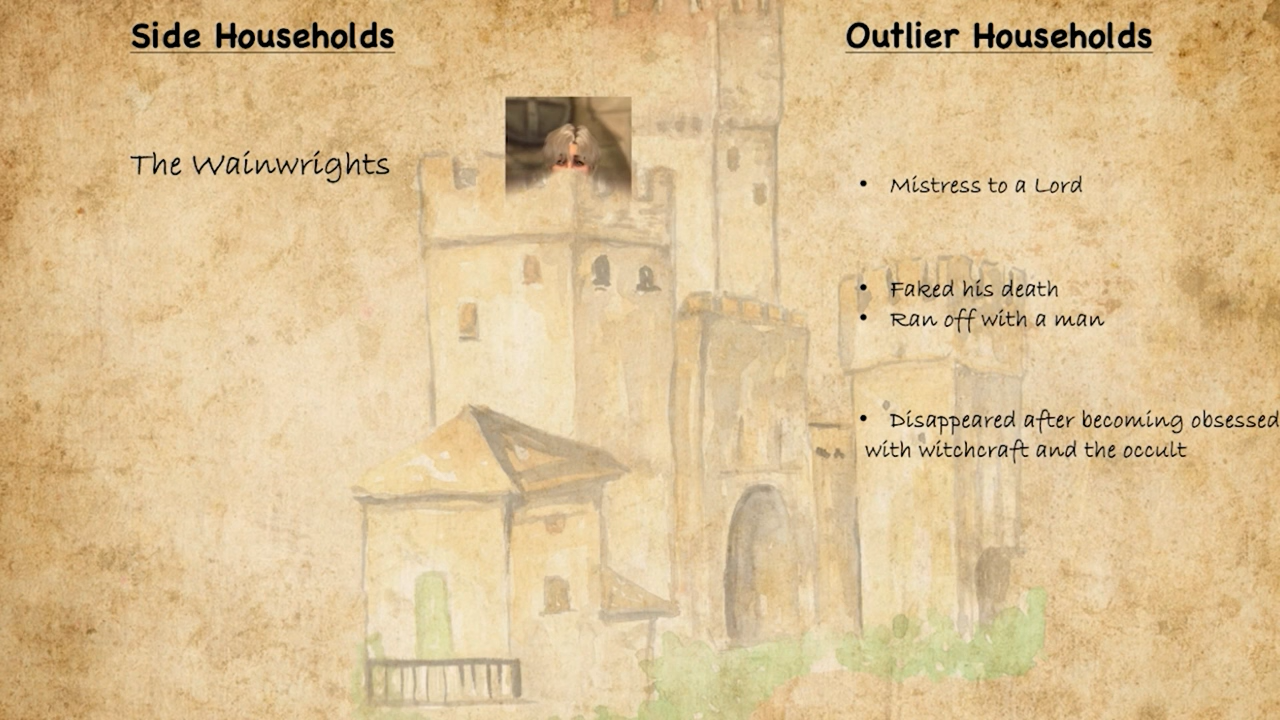 Side Households
Outlier Households
The Wainwrights
• Mistress to a Lord
• Faked his death
• Ran off with a man
• Disappeared after becoming obsessed
with witchcraft and the occult